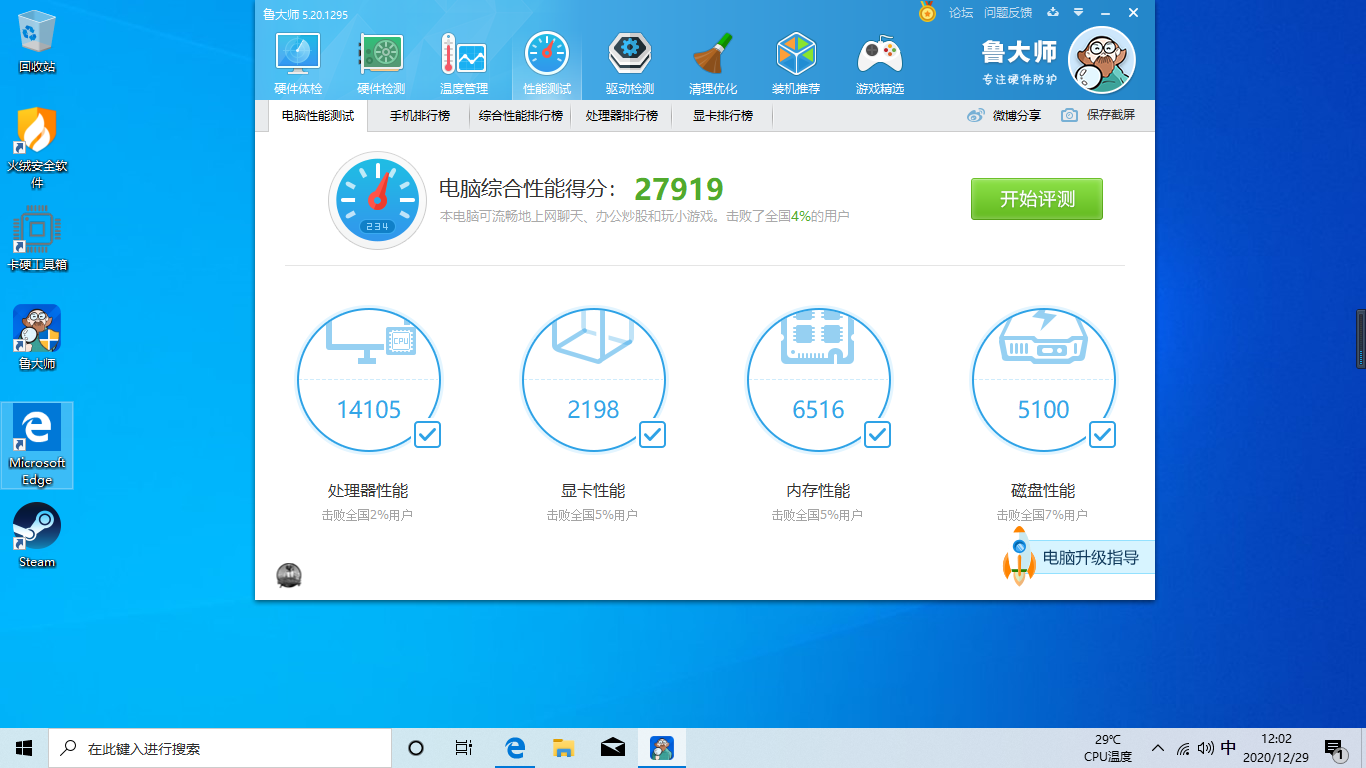 回收站
火绒安全软
件
卡硬工具箱
鲁大师
Microsoft
Edge
Steam
鲁大师 5.20.1295
论坛 问题反馈
硬件体检 硬件检测 温度管理 性能测试 驱动检测 清理优化 装机推荐 游戏精选
鲁大师
专注硬件防护
电脑性能测试 手机排行榜 综合性能排行榜 处理器排行榜 显卡排行榜 微博分享 保存截屏
234
电脑综合性能得分： 27919
本电脑可流畅地上网聊天、办公炒股和玩小游戏。击败了全国4%的用户
开始评测
CPU
14105 2198 6516 5100
处理器性能 显卡性能 内存性能 磁盘性能
击败全国2%用户 击败全国5%用户 击败全国5%用户 击败全国7%用户
电脑升级指导
在此键入进行搜索
29℃
CPU温度
中
12:02
2020/12/29
1